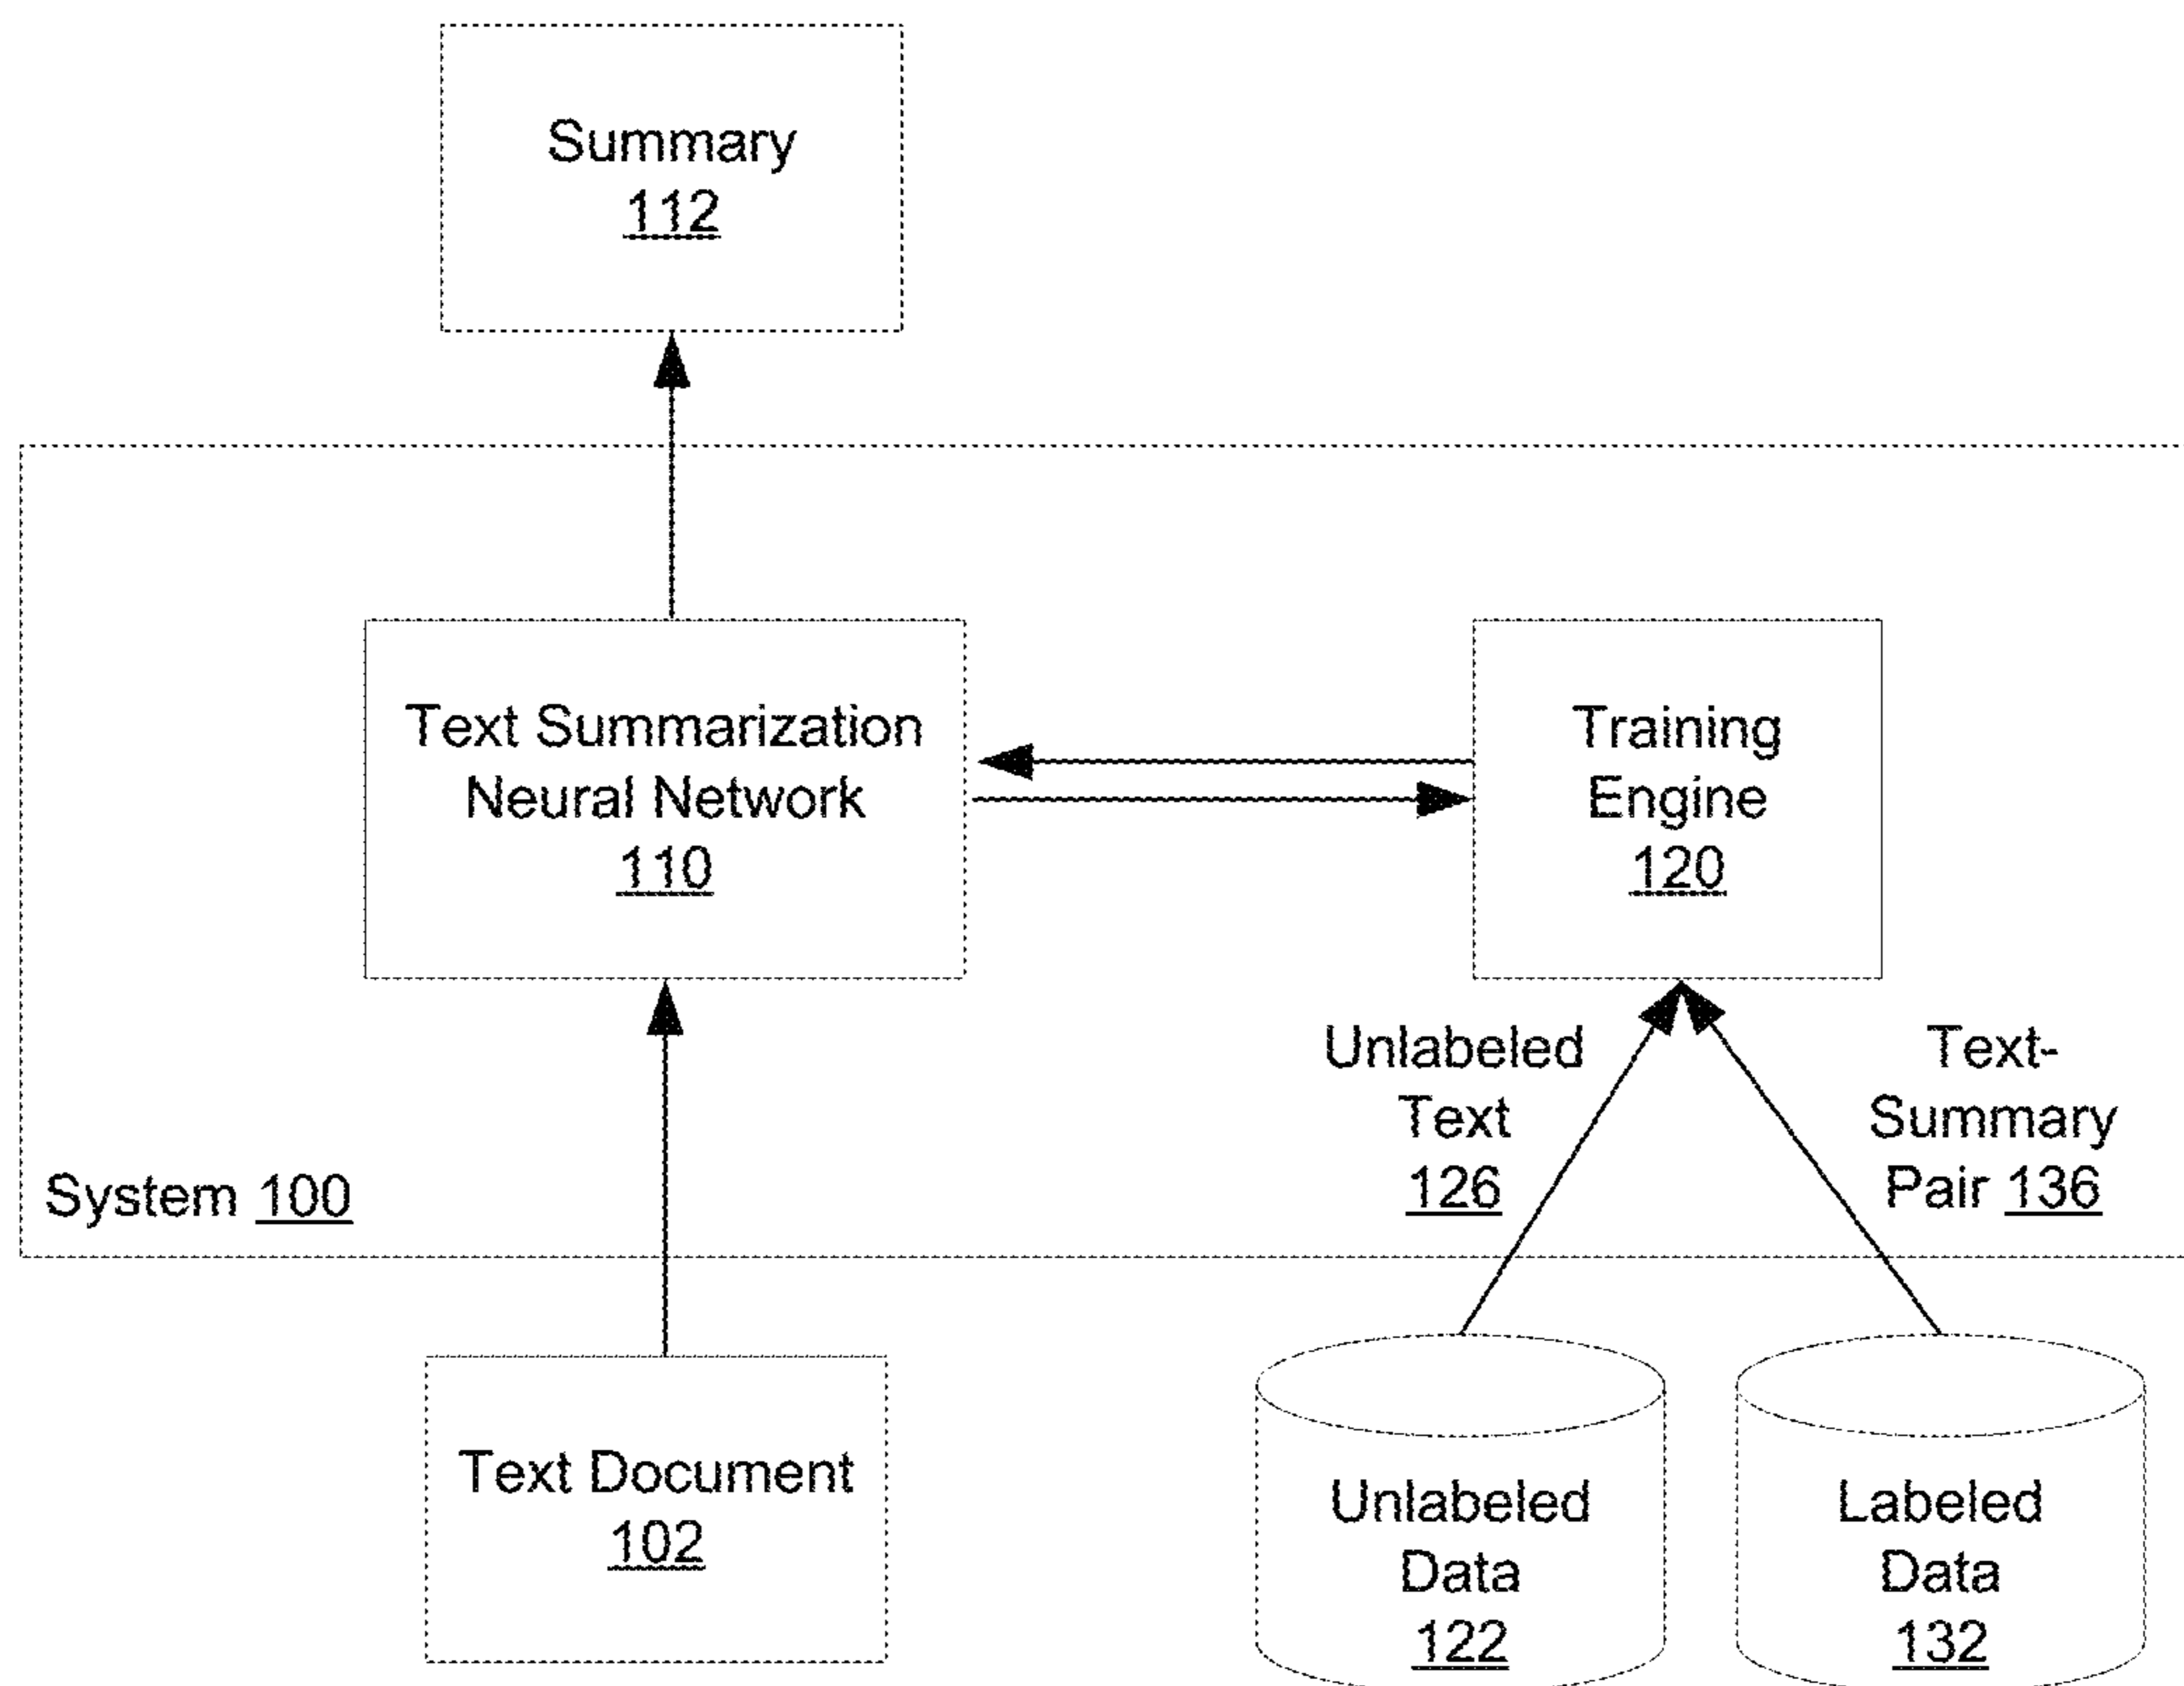 Summary
112
Text Summarization
Neural Network
110
Training
Engine
120
Unlabeled
Text
126
Text-
Summary
Pair 136
System 100
Text Document
102
Unlabeled
Data
122
Labeled
Data
132